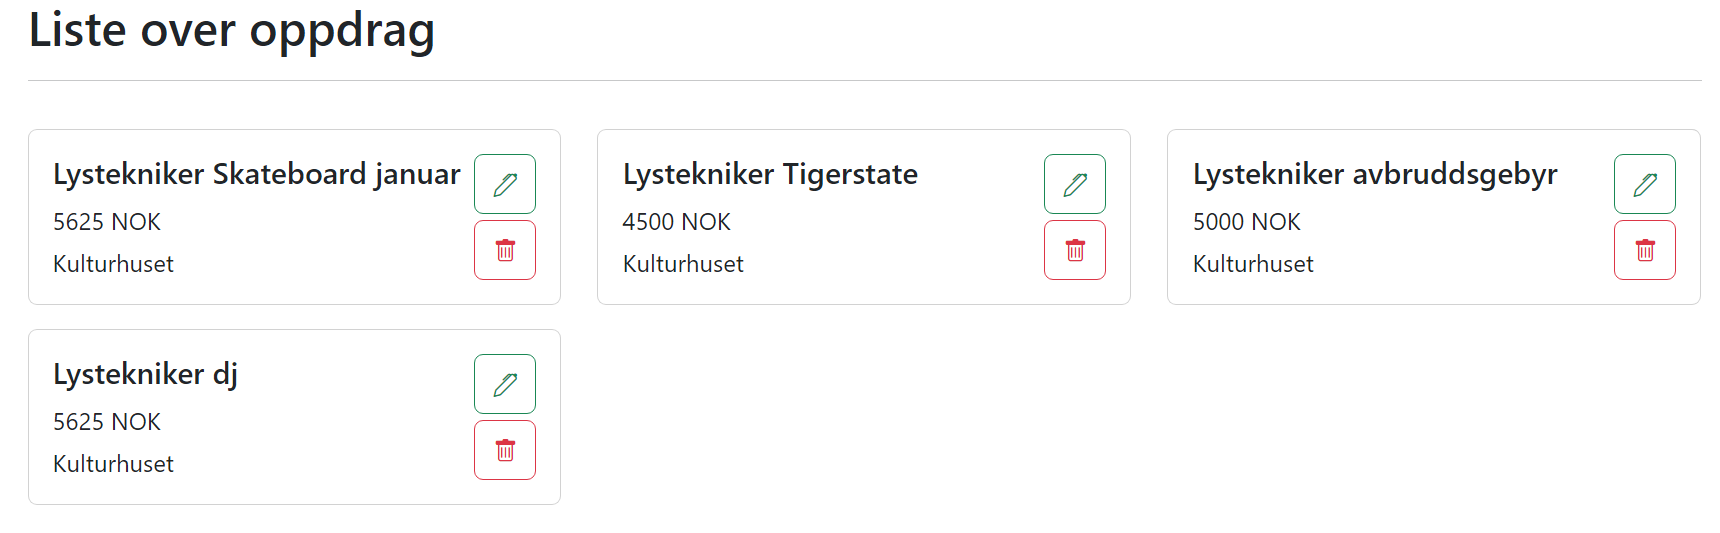 Liste over oppdrag
Lystekniker Skateboard januar
5625 NOK
Kulturhuset
Lystekniker Tigerstate
4500 NOK
Kulturhuset
Lystekniker avbruddsgebyr
5000 NOK
Kulturhuset
Lystekniker dj
5625 NOK
Kulturhuset